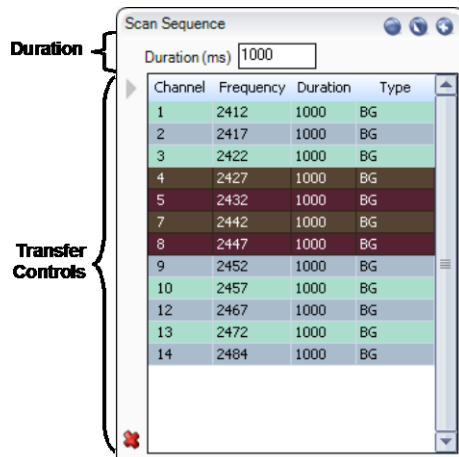 Scan Sequence
Duration
Duration (ms) 1000
Channel Frequency Duration Type
1 2412 1000 BG
2 2417 1000 BG
3 2422 1000 BG
4 2427 1000 BG
5 2432 1000 BG
7 2442 1000 BG
8 2447 1000 BG
Transfer
Controls
9 2452 1000 BG
10 2457 1000 BG
12 2467 1000 BG
13 2472 1000 BG
14 2484 1000 BG